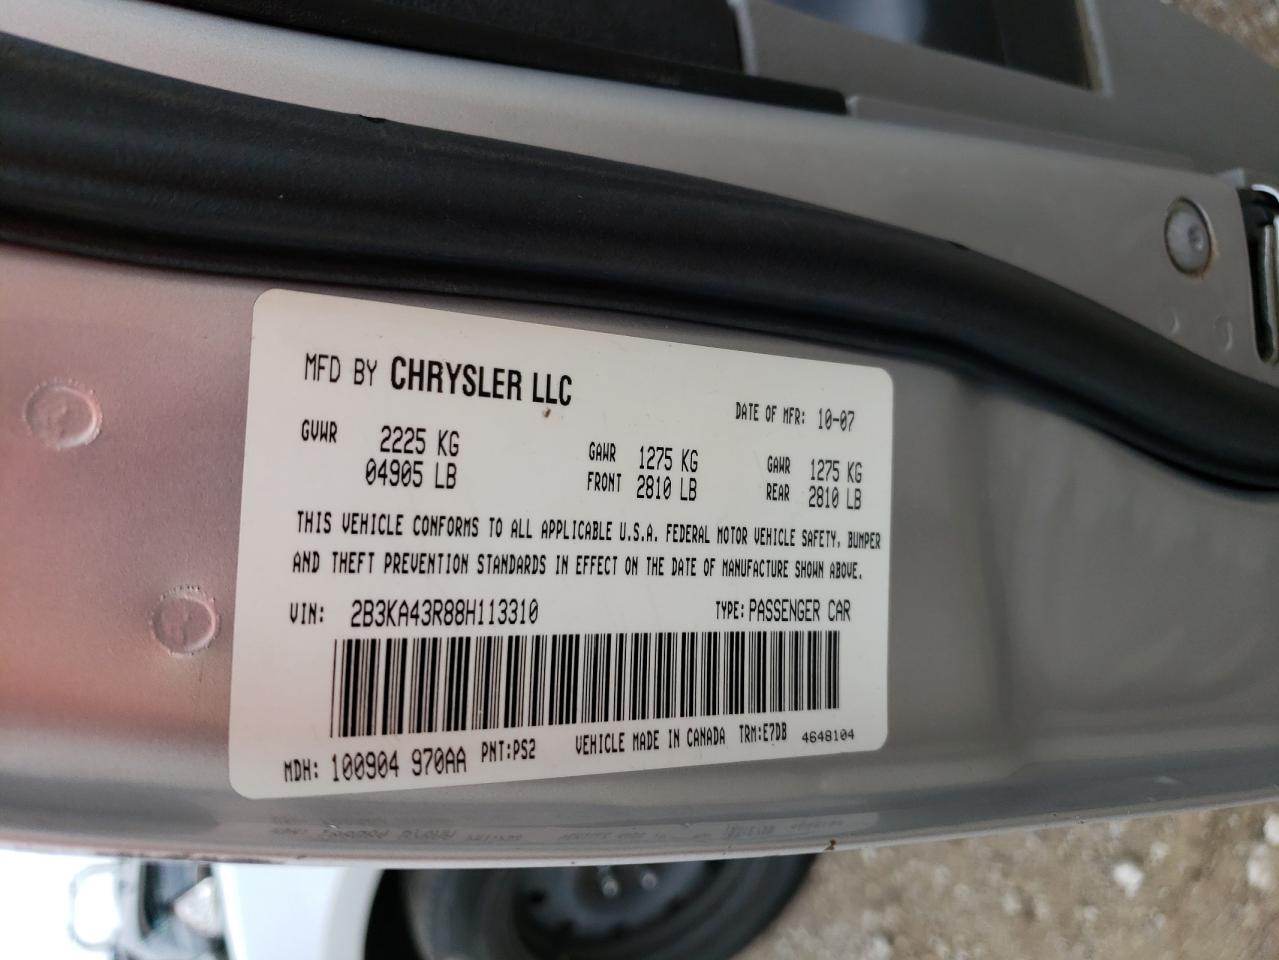 MFD BY CHRYSLER LLC
DATE OF MFR: 10-07
GVWR 2225 KG
04905 LB
GAWR 1275 KG
FRONT 2810 LB
GAWR 1275 KG
REAR 2810 LB
THIS VEHICLE CONFORMS TO ALL APPLICABLE U.S.A. FEDERAL MOTOR VEHICLE SAFETY, BUMPER
AND THEFT PREVENTION STANDARDS IN EFFECT ON THE DATE OF MANUFACTURE SHOWN ABOVE.
VIN: 2B3KA43R88H113310 TYPE: PASSENGER CAR
MDH: 100904 970AA PNT:PS2 VEHICLE MADE IN CANADA TRM:E7DB 4648104